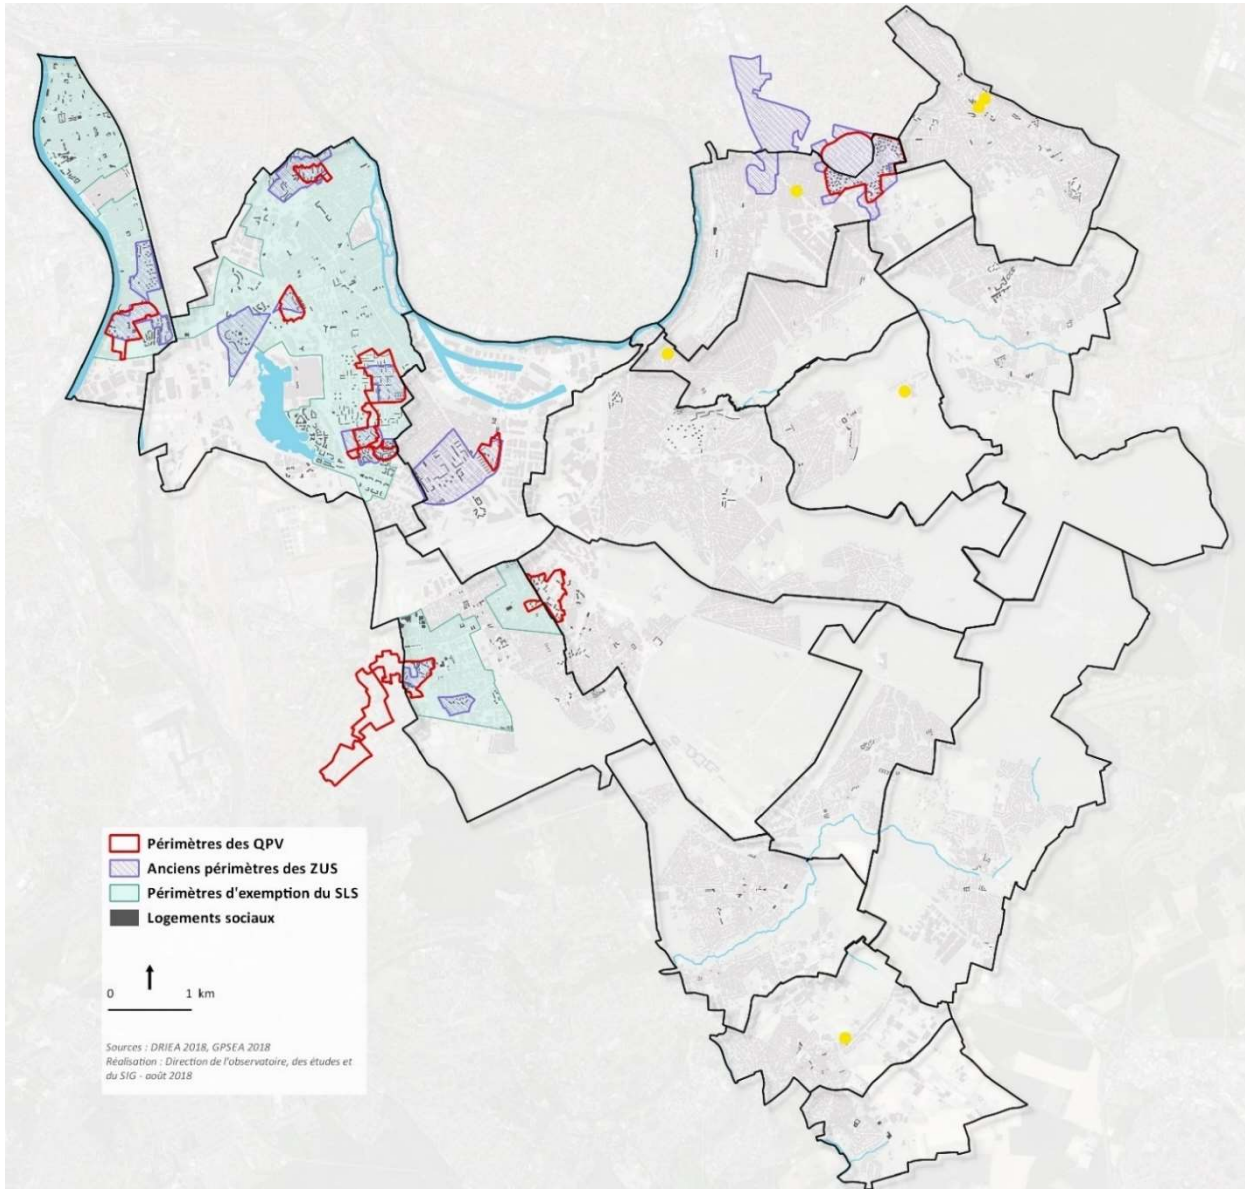 Périmètres des QPV
Anciens périmètres des ZUS
Périmètres d'exemption du SLS
Logements sociaux
0 1 km
Sources : DRIEA 2018, GPSEA 2018
Réalisation : Direction de l'observatoire, des études et
du SIG - août 2018